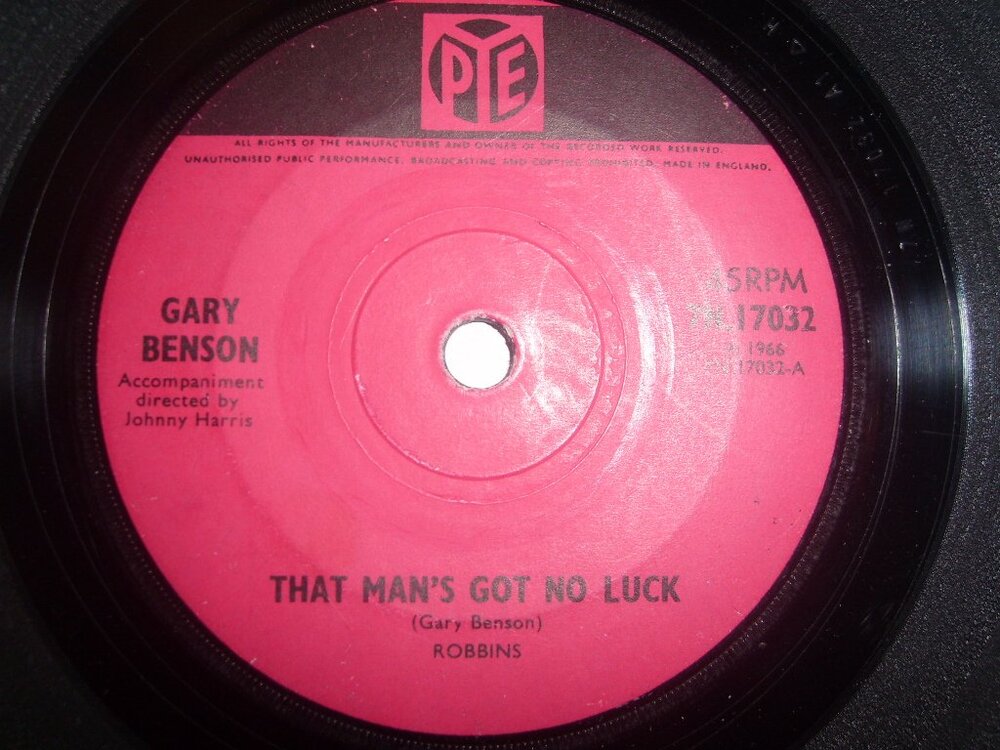 PYE
ALL RIGHTS OF THE MANUFACTURERS AND OWNER OF THE RECORDED WORK RESERVED.
UNAUTHORISED PUBLIC PERFORMANCE, BROADCASTING AND COPYING PROHIBITED. MADE IN ENGLAND.
45RPM
7N.17032
1966
17032-A
GARY
BENSON
Accompaniment
directed by
Johnny Harris
THAT MAN'S GOT NO LUCK
(Gary Benson)
ROBBINS